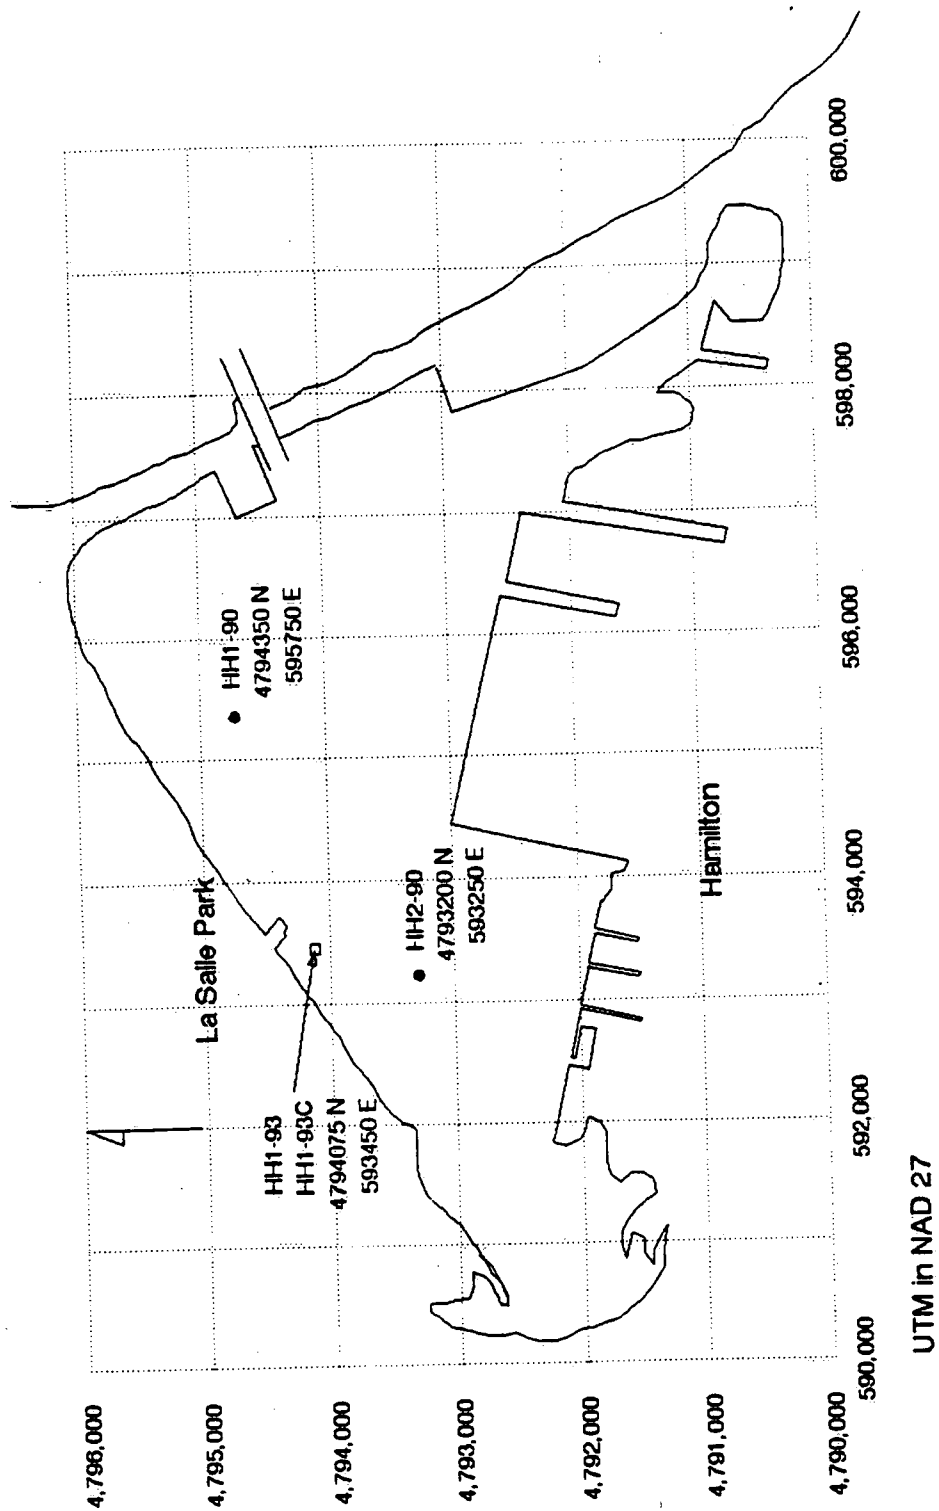 4,796,000
4,795,000
4,794,000
4,793,000
4,792,000
4,791,000
4,790,000
590,000
592,000
594,000
596,000
598,000
600,000
La Salle Park
HH1-93
HH1-93C
4794075 N
593450 E
HH2-90
4793200 N
593250 E
HH1-90
4794350 N
595750 E
Hamilton
UTM in NAD 27